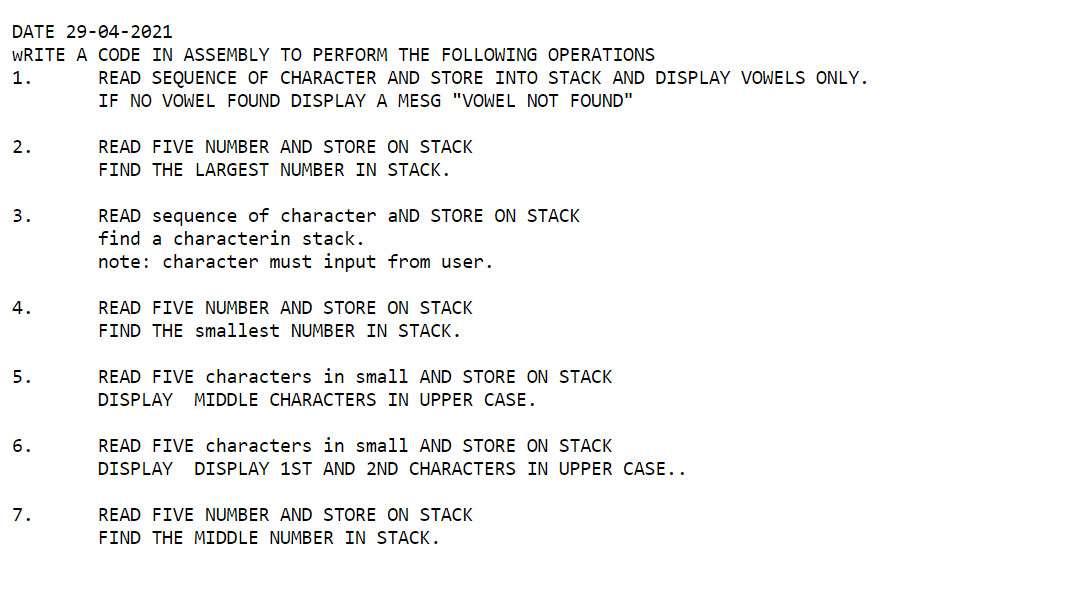 DATE 29-04-2021
wRITE A CODE IN ASSEMBLY TO PERFORM THE FOLLOWING OPERATIONS
1. READ SEQUENCE OF CHARACTER AND STORE INTO STACK AND DISPLAY VOWELS ONLY.
IF NO VOWEL FOUND DISPLAY A MESG "VOWEL NOT FOUND"
2. READ FIVE NUMBER AND STORE ON STACK
FIND THE LARGEST NUMBER IN STACK.
3. READ sequence of character aND STORE ON STACK
find a characterin stack.
note: character must input from user.
4. READ FIVE NUMBER AND STORE ON STACK
FIND THE smallest NUMBER IN STACK.
5. READ FIVE characters in small AND STORE ON STACK
DISPLAY  MIDDLE CHARACTERS IN UPPER CASE.
6. READ FIVE characters in small AND STORE ON STACK
DISPLAY  DISPLAY 1ST AND 2ND CHARACTERS IN UPPER CASE..
7. READ FIVE NUMBER AND STORE ON STACK
FIND THE MIDDLE NUMBER IN STACK.